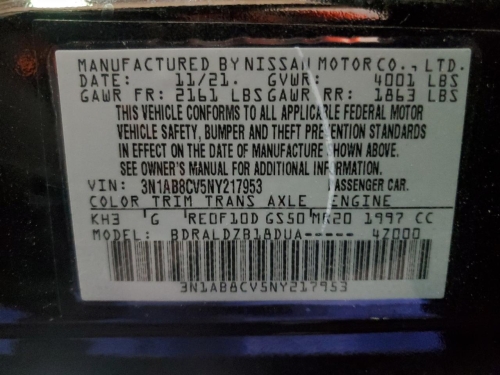 MANUFACTURED BY NISSAN MOTOR CO., LTD.
DATE: 11/21. GVWR: 4001 LBS
GAWR FR: 2161 LBS GAWR RR: 1863 LBS
THIS VEHICLE CONFORMS TO ALL APPLICABLE FEDERAL MOTOR
VEHICLE SAFETY, BUMPER AND THEFT PREVENTION STANDARDS
IN EFFECT ON THE DATE OF MANUFACTURE SHOWN ABOVE.
SEE OWNER'S MANUAL FOR ADDITIONAL INFORMATION.
VIN: 3N1AB8CV5NY217953 PASSENGER CAR.
COLOR TRIM TRANS AXLE ENGINE
KH3 G RE0F10D GS50 MR20 1997 CC
MODEL: BDRALDZB18DUA----- 47000
3N1AB8CV5NY217953